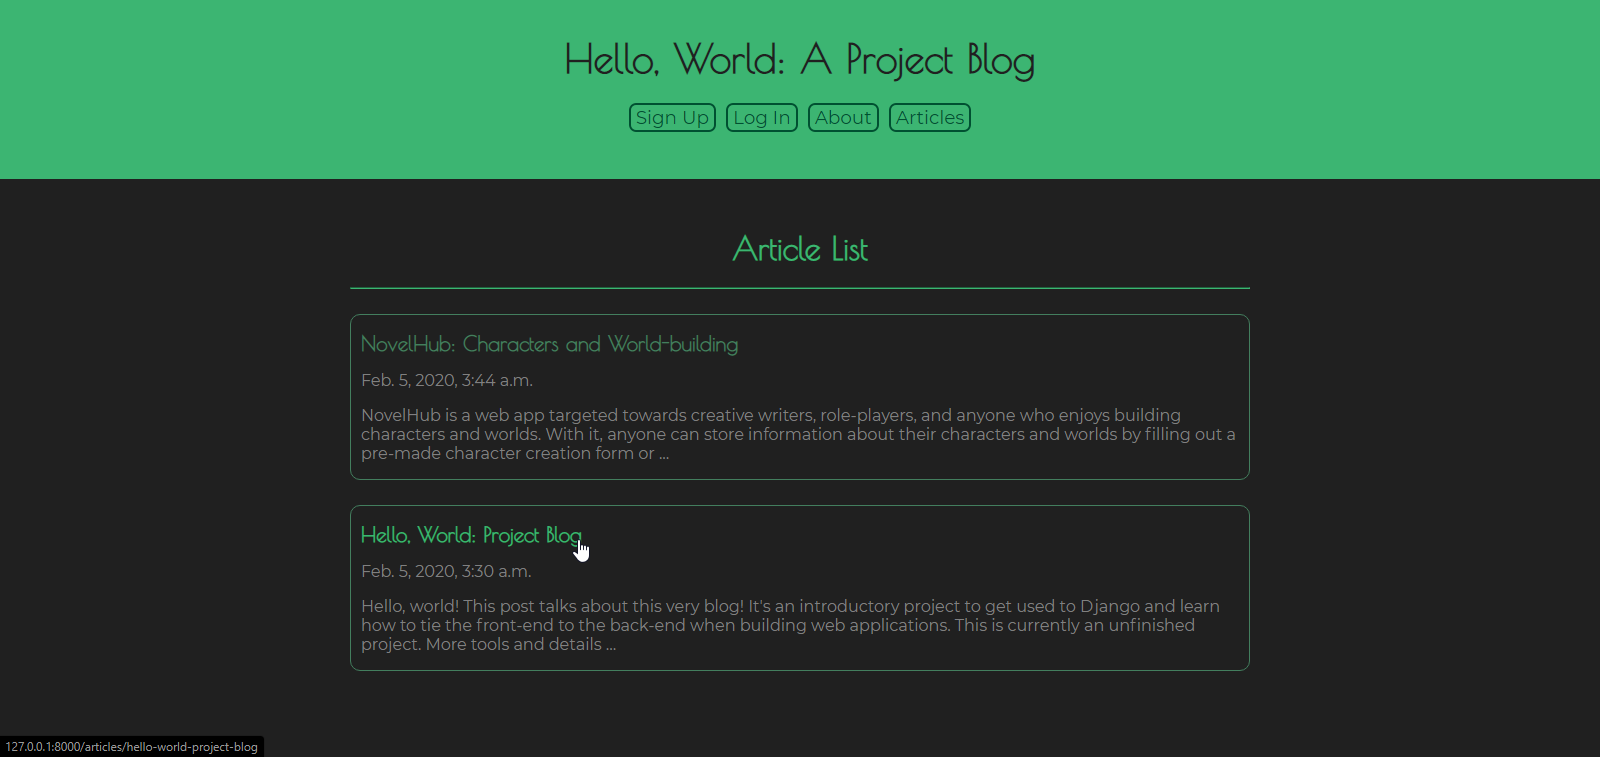 Hello, World: A Project Blog
Sign Up Log In About Articles
Article List
NovelHub: Characters and World-building
Feb. 5, 2020, 3:44 a.m.
NovelHub is a web app targeted towards creative writers, role-players, and anyone who enjoys building
characters and worlds. With it, anyone can store information about their characters and worlds by filling out a
pre-made character creation form or ...
Hello, World: Project Blog
Feb. 5, 2020, 3:30 a.m.
Hello, world! This post talks about this very blog! It's an introductory project to get used to Django and learn
how to tie the front-end to the back-end when building web applications. This is currently an unfinished
project. More tools and details ...
127.0.0.1:8000/articles/hello-world-project-blog